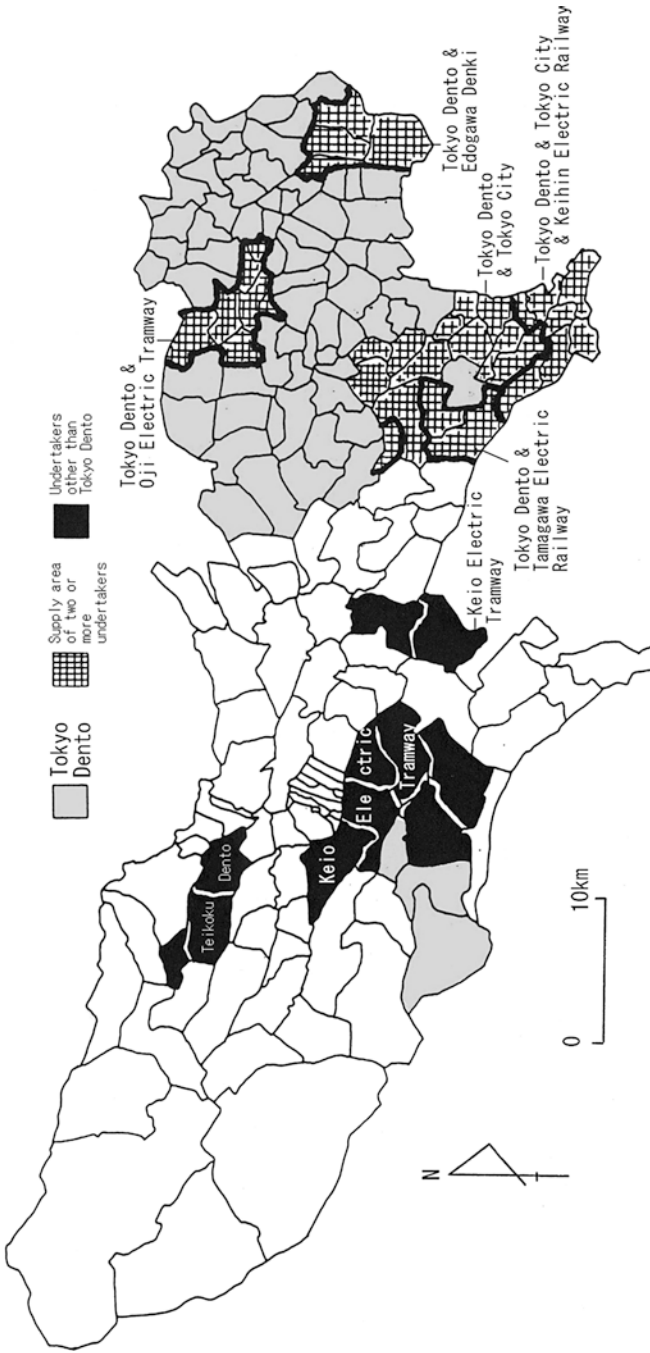 Tokyo
Dento
Supply area
of two or
more
undertakers
Undertakers
other than
Tokyo Dento
Tokyo Dento &
Oji Electric Tramway
Tokyo Dento &
Edogawa Denki
Tokyo Dento
& Tokyo City
Tokyo Dento & Tokyo City
& Keihin Electric Railway
Tokyo Dento &
Tamagawa Electric
Railway
Keio Electric
Tramway
Teikoku
Dento
Keio
Electric
Tramway
N
0
10km